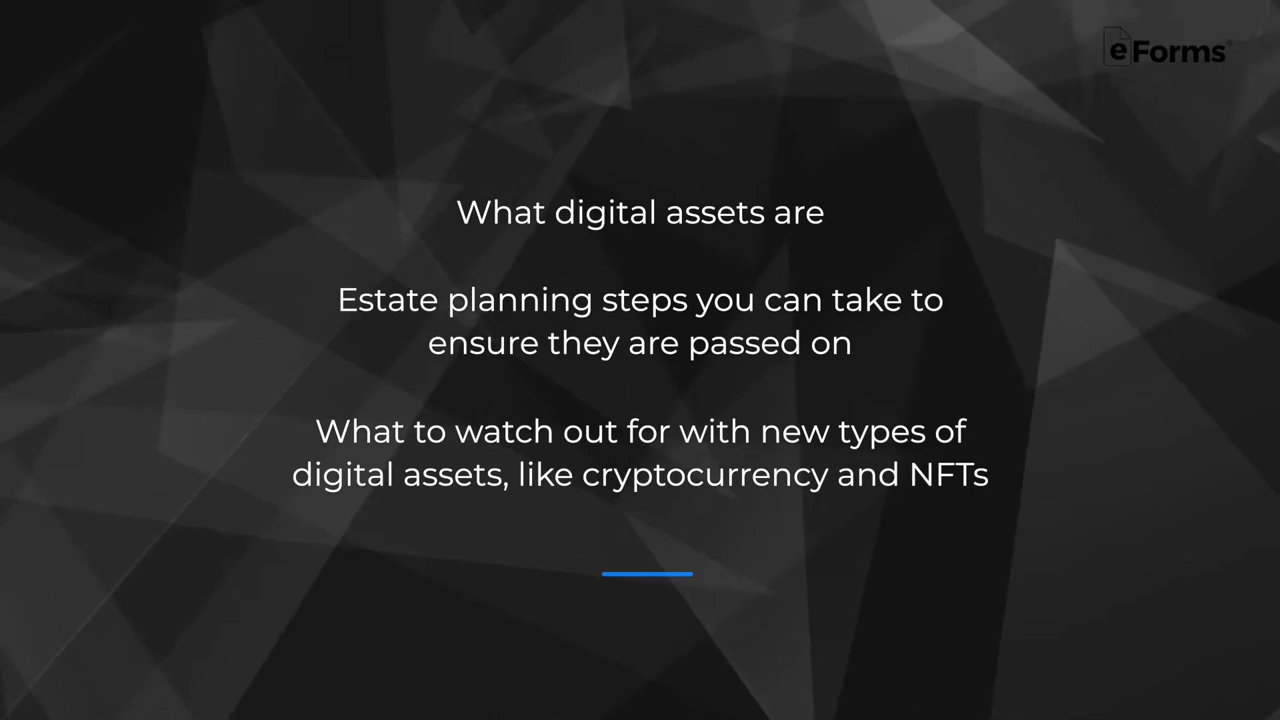 eForms
What digital assets are
Estate planning steps you can take to
ensure they are passed on
What to watch out for with new types of
digital assets, like cryptocurrency and NFTs